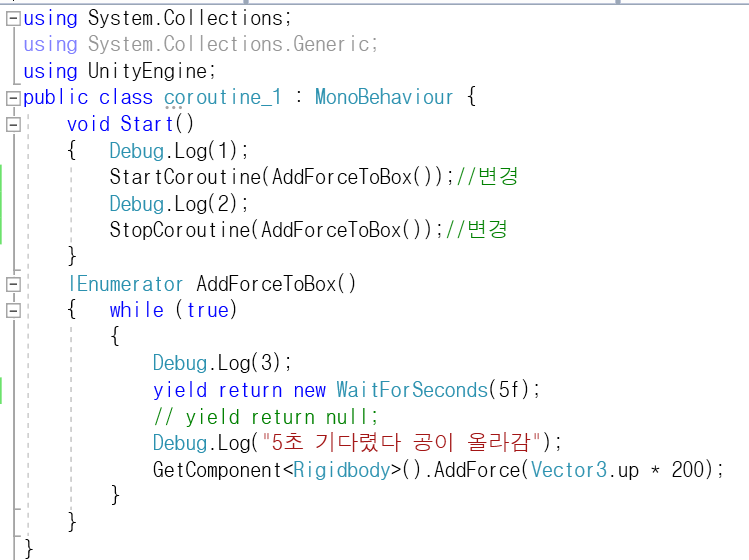 using System.Collections;
using System.Collections.Generic;
using UnityEngine;
public class coroutine_1 : MonoBehaviour {
void Start()
{ Debug.Log(1);
StartCoroutine(AddForceToBox());//변경
Debug.Log(2);
StopCoroutine(AddForceToBox());//변경
}
IEnumerator AddForceToBox()
{ while (true)
{
Debug.Log(3);
yield return new WaitForSeconds(5f);
// yield return null;
Debug.Log("5초 기다렸다 공이 올라감");
GetComponent<Rigidbody>().AddForce(Vector3.up * 200);
}
}
}